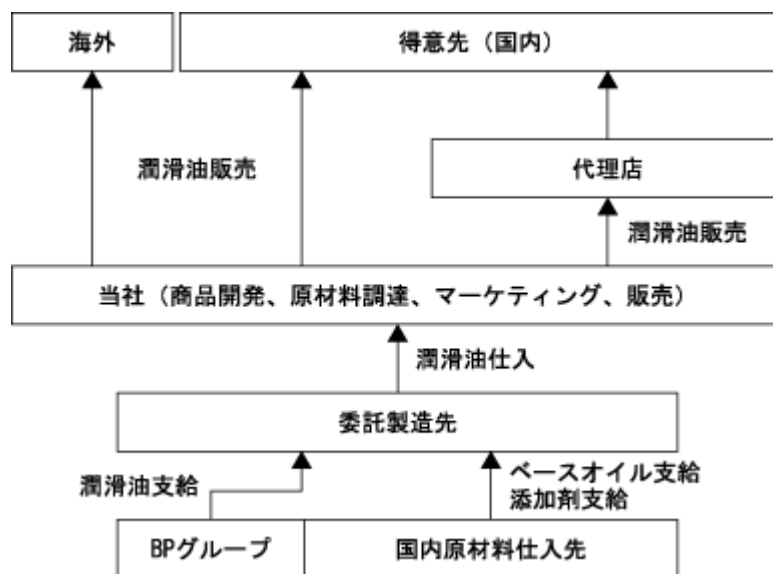 海外
得意先（国内）
潤滑油販売
代理店
潤滑油販売
当社（商品開発、原材料調達、マーケティング、販売）
潤滑油仕入
委託製造先
潤滑油支給
ベースオイル支給
添加剤支給
BPグループ
国内原材料仕入先